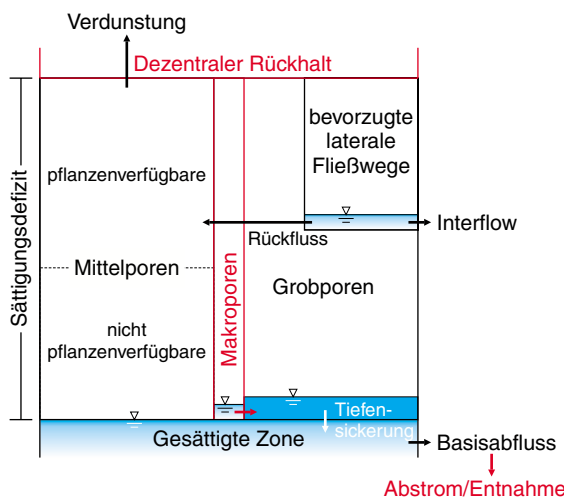 Verdunstung
Dezentraler Rückhalt
bevorzugte
laterale
Fließwege
pflanzenverfügbare
Sättigungsdefizit
Rückfluss
Interflow
Mittelporen
Makroporen
Grobporen
nicht
pflanzenverfügbare
Tiefen-
sickerung
Gesättigte Zone
Basisabfluss
Abstrom/Entnahme